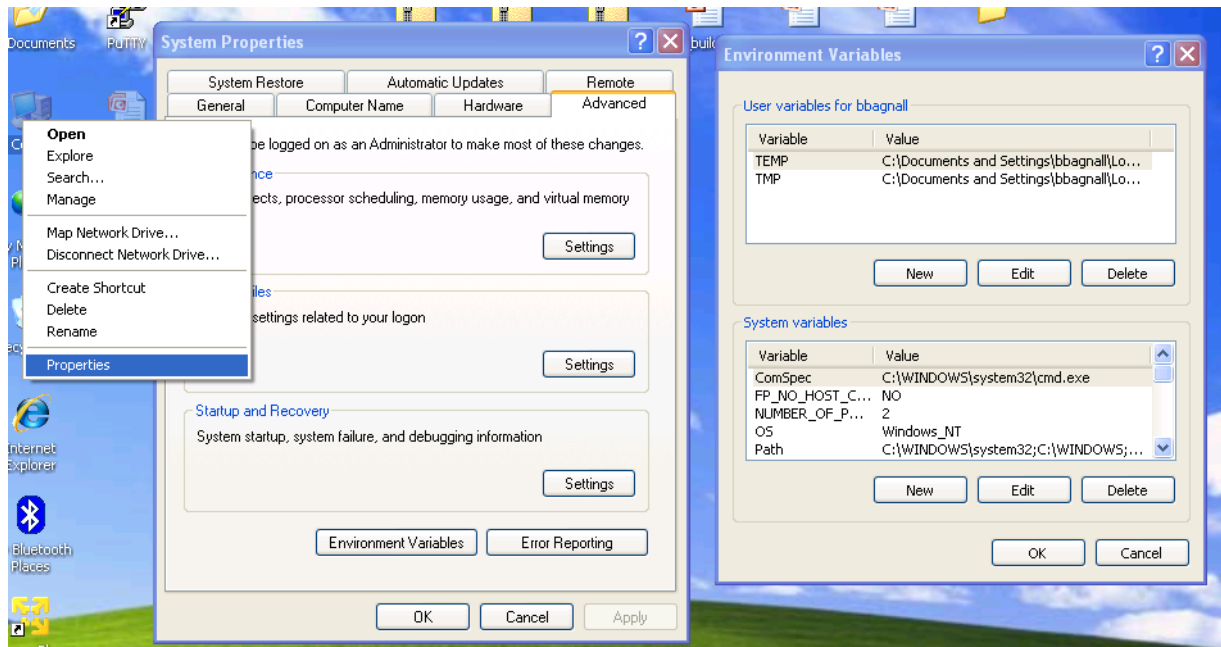 Documents
PuTTY
build
System Properties
System Restore
Automatic Updates
Remote
General
Computer Name
Hardware
Advanced
be logged on as an Administrator to make most of these changes.
processor scheduling, memory usage, and virtual memory
Settings
settings related to your logon
Settings
Startup and Recovery
System startup, system failure, and debugging information
Settings
Environment Variables
Error Reporting
OK
Cancel
Apply
Open
Explore
Search...
Manage
Map Network Drive...
Disconnect Network Drive...
Create Shortcut
Delete
Rename
Properties
Internet
Explorer
Bluetooth
Places
Environment Variables
User variables for bbagnall
Variable Value
TEMP C:\Documents and Settings\bbagnall\Lo...
TMP C:\Documents and Settings\bbagnall\Lo...
New
Edit
Delete
System variables
Variable Value
ComSpec C:\WINDOWS\system32\cmd.exe
FP_NO_HOST_C... NO
NUMBER_OF_P... 2
OS Windows_NT
Path C:\WINDOWS\system32;C:\WINDOWS;...
New
Edit
Delete
OK
Cancel